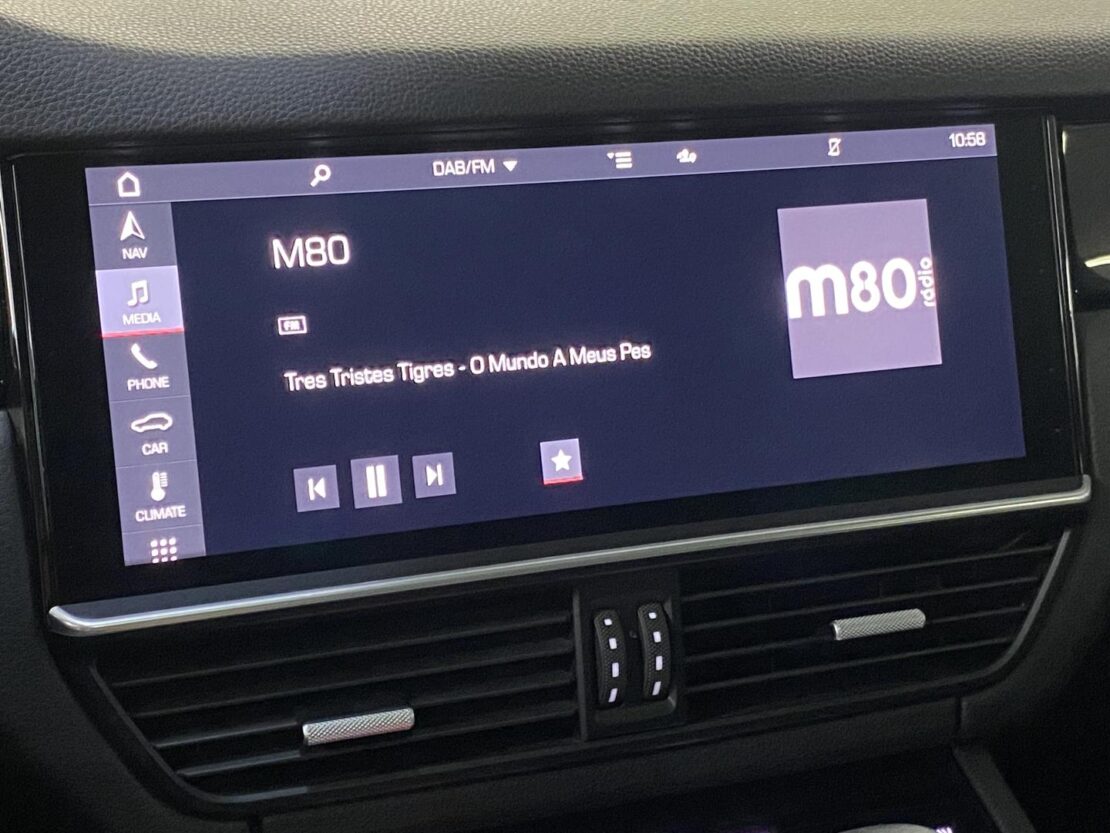 DAB/FM
10:58
NAV
MEDIA
PHONE
CAR
CLIMATE
M80
FM
Tres Tristes Tigres - O Mundo A Meus Pes
m80
rádio